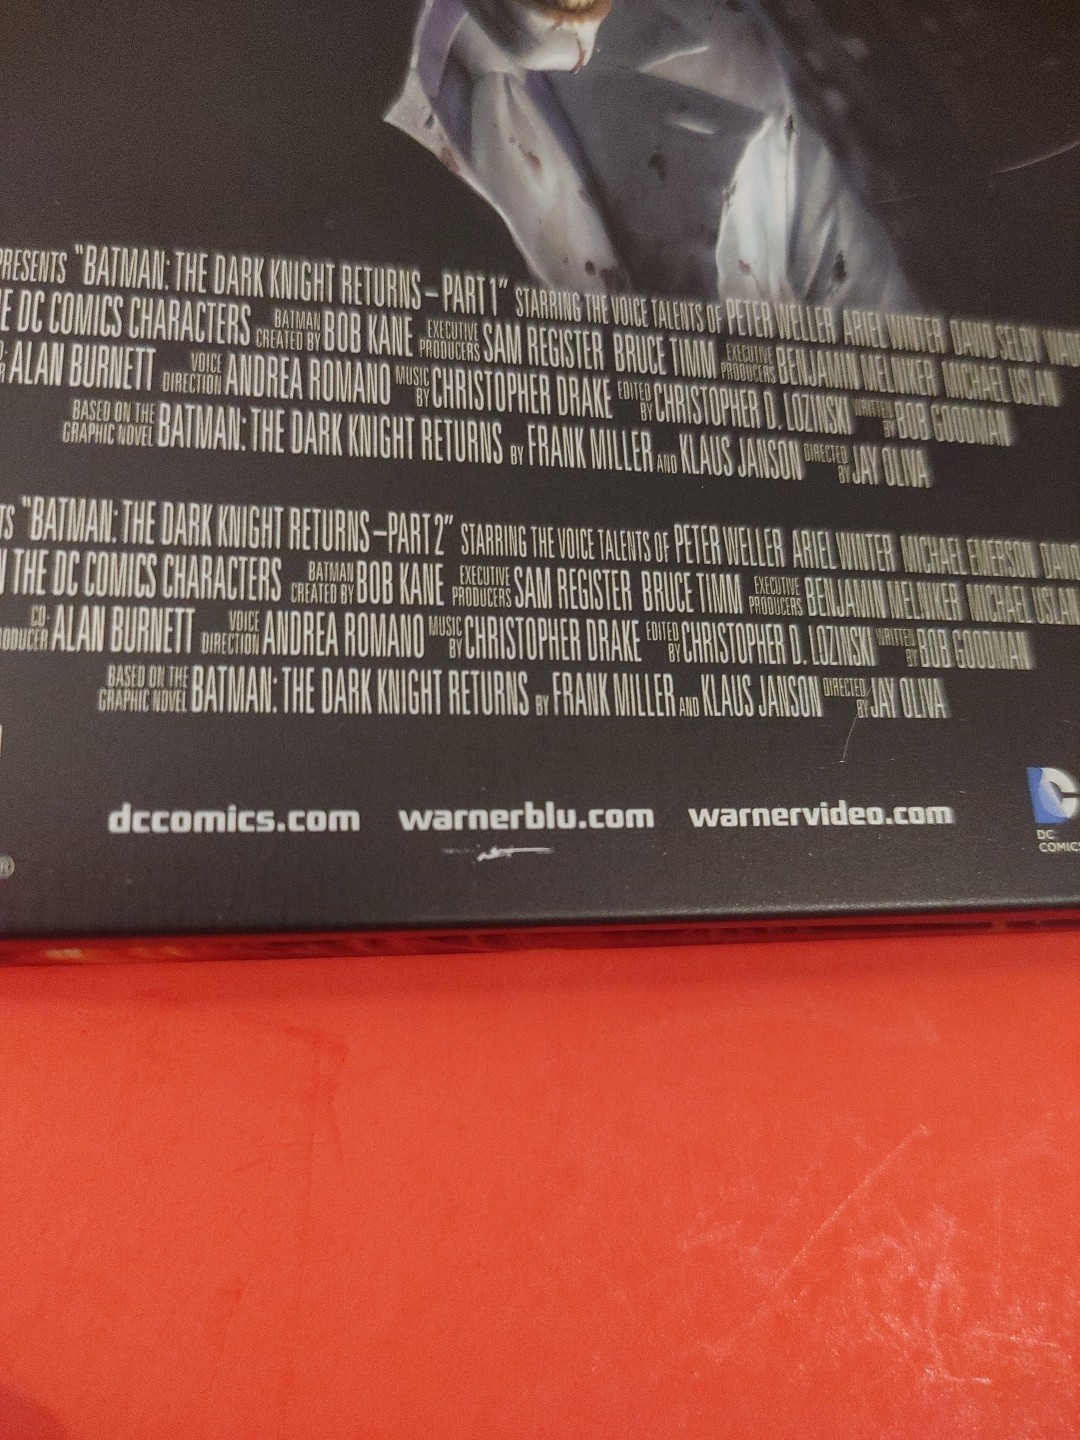 PRESENTS "BATMAN: THE DARK KNIGHT RETURNS – PART 1" STARRING THE VOICE TALENTS OF PETER WELLER ARIEL WINTER DAVID SELBY
DC COMICS CHARACTERS BATMAN CREATED BY BOB KANE EXECUTIVE PRODUCERS SAM REGISTER BRUCE TIMM EXECUTIVE PRODUCERS BENJAMIN MELNIKER MICHAEL USLAN
ALAN BURNETT VOICE DIRECTION ANDREA ROMANO MUSIC BY CHRISTOPHER DRAKE EDITED BY CHRISTOPHER D. LOZINSKI WRITTEN BY BOB GOODMAN
BASED ON THE GRAPHIC NOVEL BATMAN: THE DARK KNIGHT RETURNS BY FRANK MILLER AND KLAUS JANSON DIRECTED BY JAY OLIVA
"BATMAN: THE DARK KNIGHT RETURNS –PART 2" STARRING THE VOICE TALENTS OF PETER WELLER ARIEL WINTER MICHAEL EMERSON DAVID
THE DC COMICS CHARACTERS BATMAN CREATED BY BOB KANE EXECUTIVE PRODUCERS SAM REGISTER BRUCE TIMM EXECUTIVE PRODUCERS BENJAMIN MELNIKER MICHAEL USLAN
ALAN BURNETT VOICE DIRECTION ANDREA ROMANO MUSIC BY CHRISTOPHER DRAKE EDITED BY CHRISTOPHER D. LOZINSKI WRITTEN BY BOB GOODMAN
BASED ON THE GRAPHIC NOVEL BATMAN: THE DARK KNIGHT RETURNS BY FRANK MILLER AND KLAUS JANSON DIRECTED BY JAY OLIVA
dccomics.com warnerblu.com warnervideo.com
DC
COMICS
®